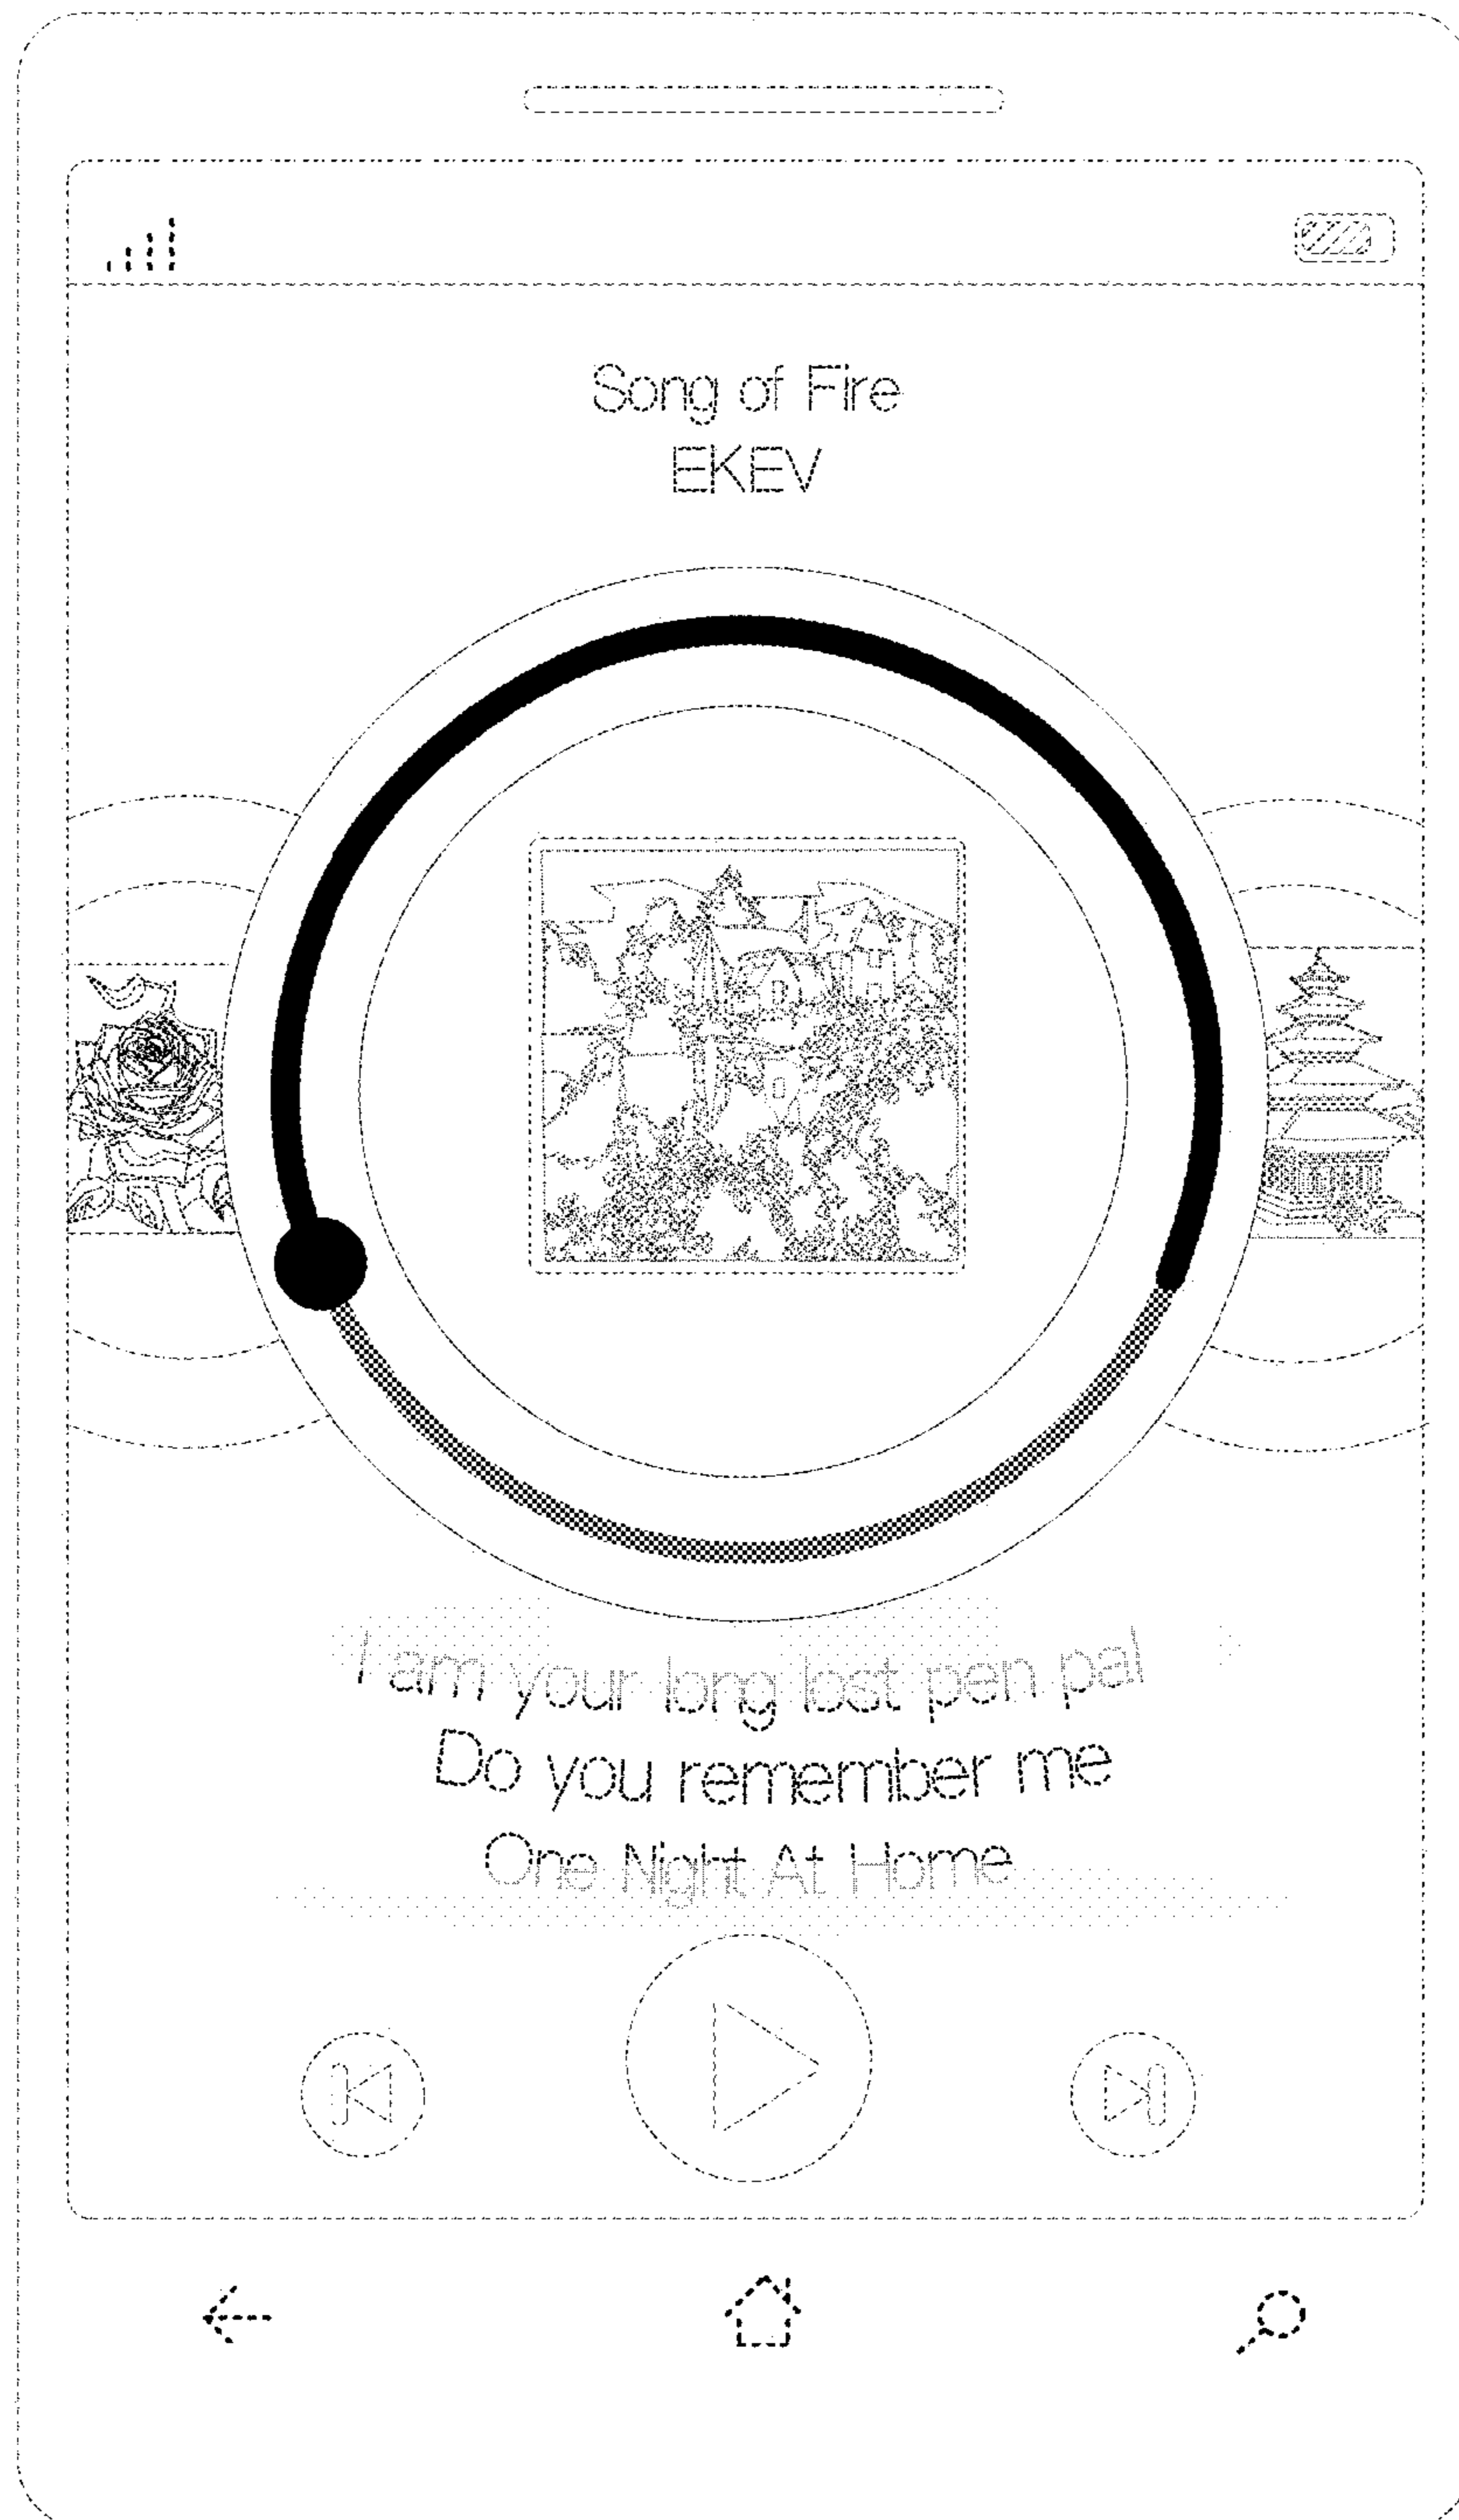 Song of Fire
EKEV
I am your long lost pen pal
Do you remember me
One Night At Home